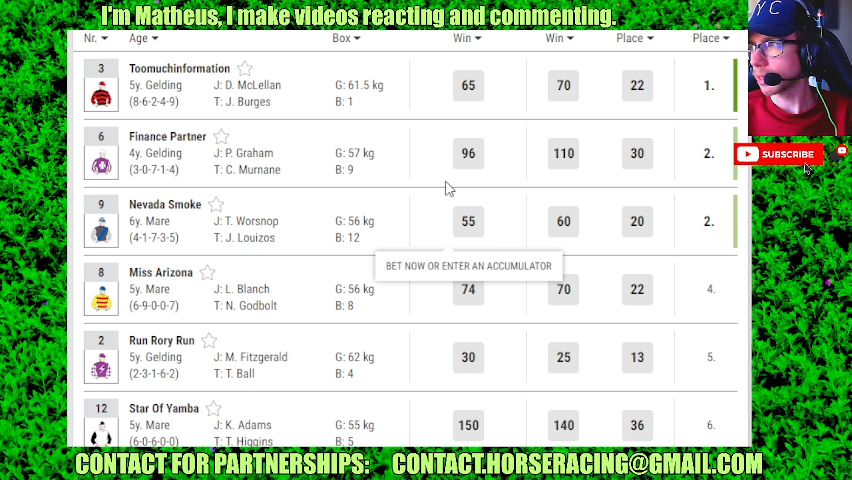 I'm Matheus, I make videos reacting and commenting.
Nr. Age Box Win Win Place Place
3 Toomuchinformation
5y. Gelding J: D. McLellan G: 61.5 kg 65 70 22 1.
(8-6-2-4-9) T: J. Burges B: 1
6 Finance Partner
4y. Gelding J: P. Graham G: 57 kg 96 110 30 2.
(3-0-7-1-4) T: C. Murnane B: 9
9 Nevada Smoke
6y. Mare J: T. Worsnop G: 56 kg 55 60 20 2.
(4-1-7-3-5) T: J. Louizos B: 12
BET NOW OR ENTER AN ACCUMULATOR
8 Miss Arizona
5y. Mare J: L. Blanch G: 56 kg 74 70 22 4.
(6-9-0-0-7) T: N. Godbolt B: 8
2 Run Rory Run
5y. Gelding J: M. Fitzgerald G: 62 kg 30 25 13 5.
(2-3-1-6-2) T: T. Ball B: 4
12 Star Of Yamba
5y. Mare J: K. Adams G: 55 kg 150 140 36 6.
(6-0-6-0-0) T: T. Higgins B: 5
Y C
SUBSCRIBE
CONTACT FOR PARTNERSHIPS: CONTACT.HORSERACING@GMAIL.COM